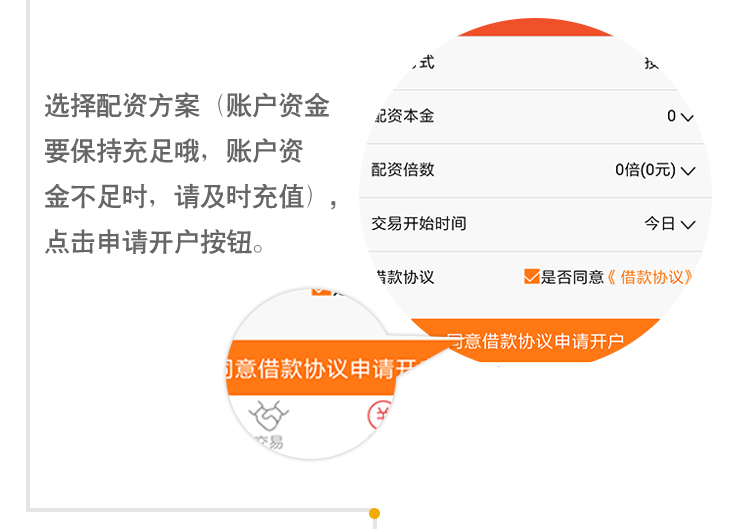 选择配资方案（账户资金
要保持充足哦，账户资
金不足时，请及时充值），
点击申请开户按钮。
式
配资本金 0
配资倍数 0倍(0元)
交易开始时间 今日
借款协议 是否同意《借款协议》
同意借款协议申请开户
同意借款协议申请开
交易